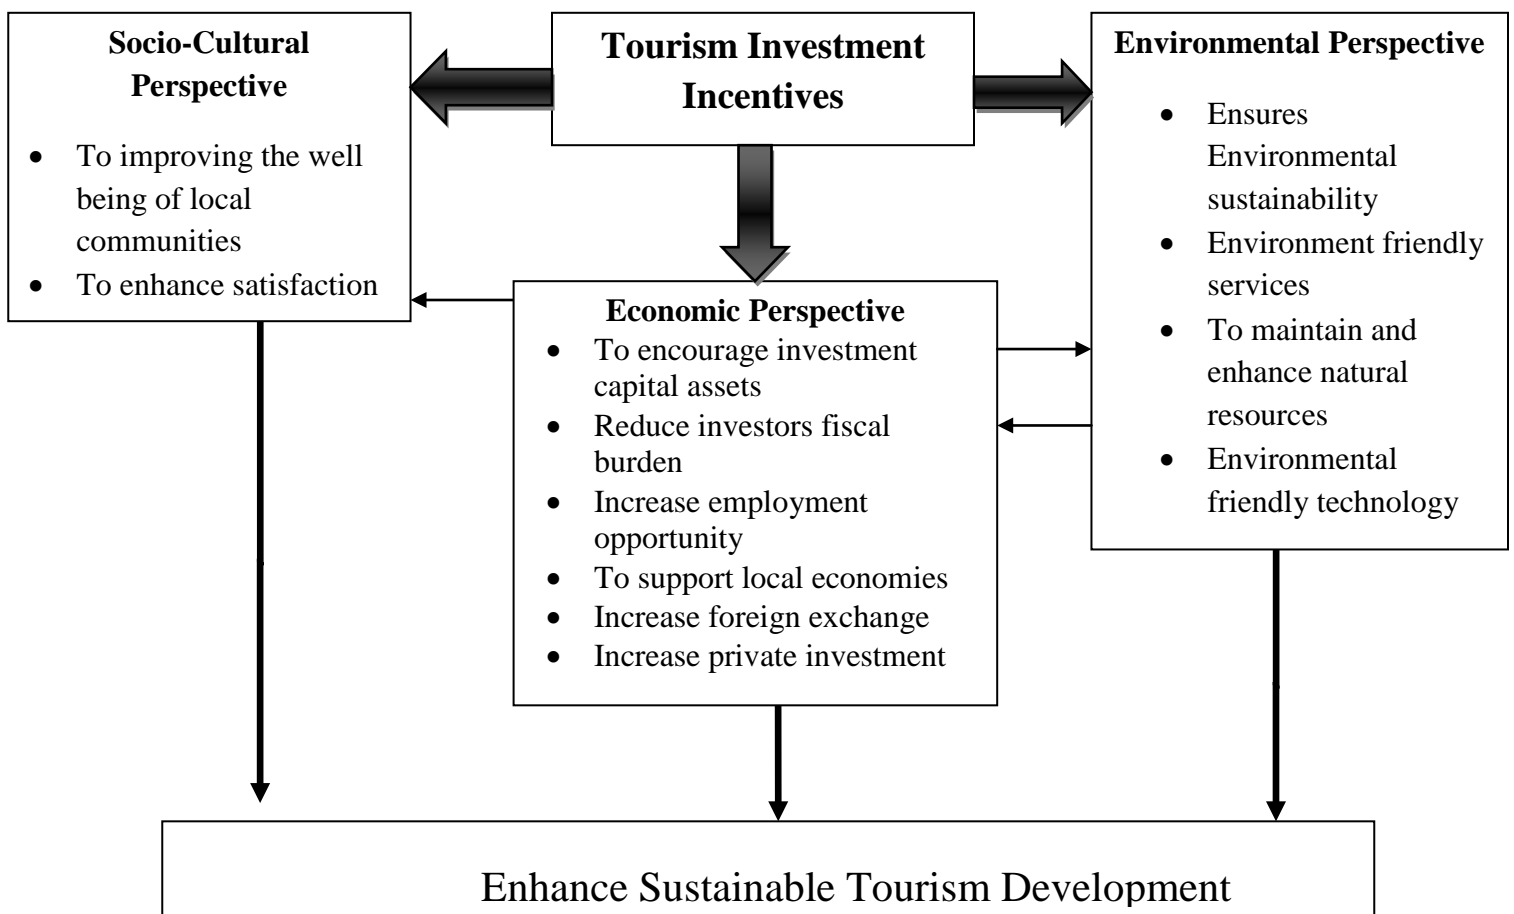 Socio-Cultural
Perspective
• To improving the well
being of local
communities
• To enhance satisfaction
Tourism Investment
Incentives
Environmental Perspective
• Ensures
Environmental
sustainability
• Environment friendly
services
• To maintain and
enhance natural
resources
• Environmental
friendly technology
Economic Perspective
• To encourage investment
capital assets
• Reduce investors fiscal
burden
• Increase employment
opportunity
• To support local economies
• Increase foreign exchange
• Increase private investment
Enhance Sustainable Tourism Development